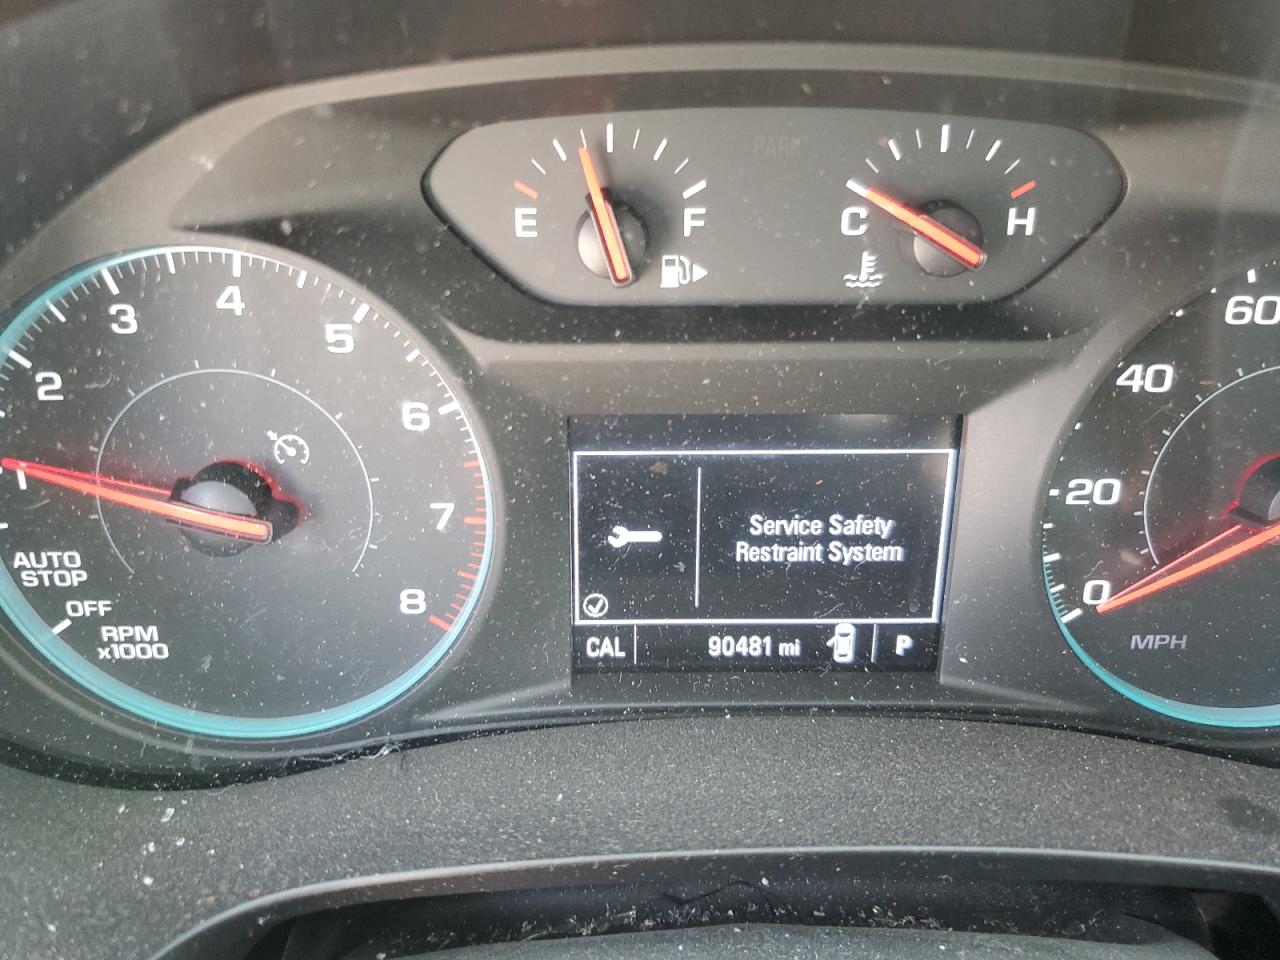 PARK
E
F
C
H
1
2
3
4
5
6
7
8
AUTO
STOP
OFF
RPM
x1000
Service Safety
Restraint System
CAL
90481 mi
P
60
40
20
0
MPH